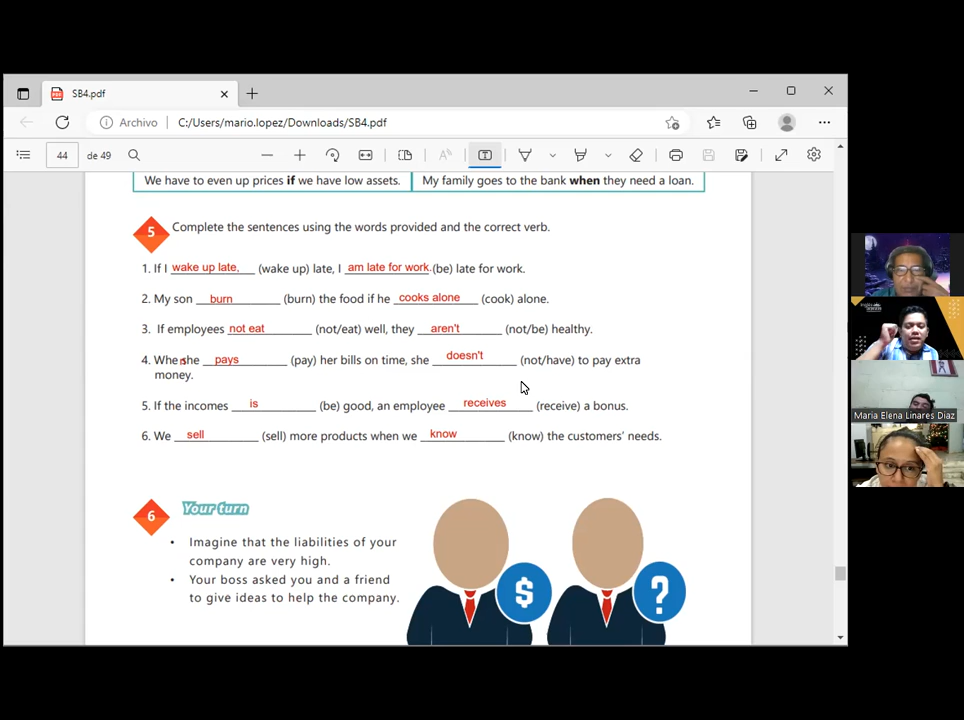 SB4.pdf
Archivo C:/Users/mario.lopez/Downloads/SB4.pdf
44 de 49
We have to even up prices if we have low assets. My family goes to the bank when they need a loan.
5 Complete the sentences using the words provided and the correct verb.
1. If I wake up late, (wake up) late, I am late for work. (be) late for work.
2. My son burn (burn) the food if he cooks alone (cook) alone.
3. If employees not eat (not/eat) well, they aren't (not/be) healthy.
4. When she pays (pay) her bills on time, she doesn't (not/have) to pay extra
money.
5. If the incomes is (be) good, an employee receives (receive) a bonus.
6. We sell (sell) more products when we know (know) the customers' needs.
6 Your turn
• Imagine that the liabilities of your
company are very high.
• Your boss asked you and a friend
to give ideas to help the company.
$ ?
Maria Elena Linares Diaz